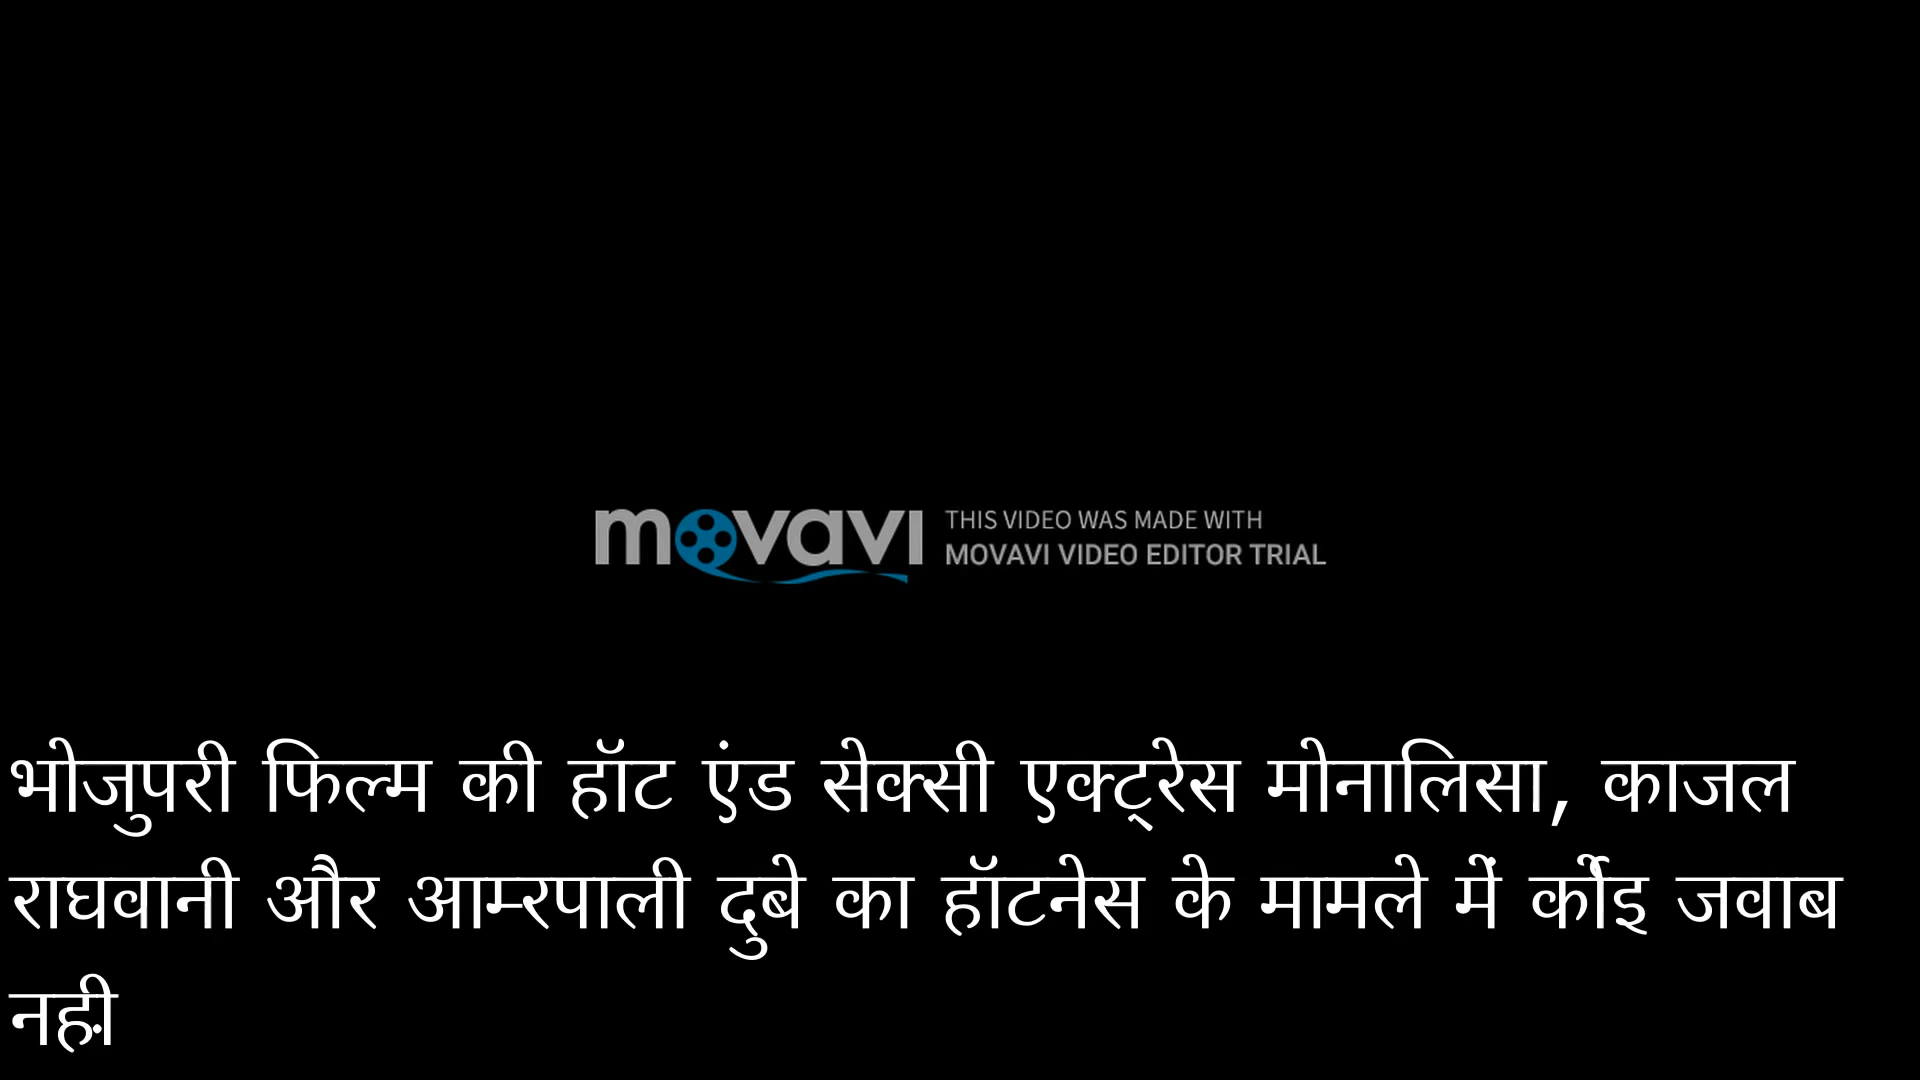 movavi
THIS VIDEO WAS MADE WITH
MOVAVI VIDEO EDITOR TRIAL
भोजुपरी फिल्म की हॉट एंड सेक्सी एक्ट्रेस मोनालिसा, काजल
राघवानी और आम्रपाली दुबे का हॉटनेस के मामले में कोई जवाब
नहीं